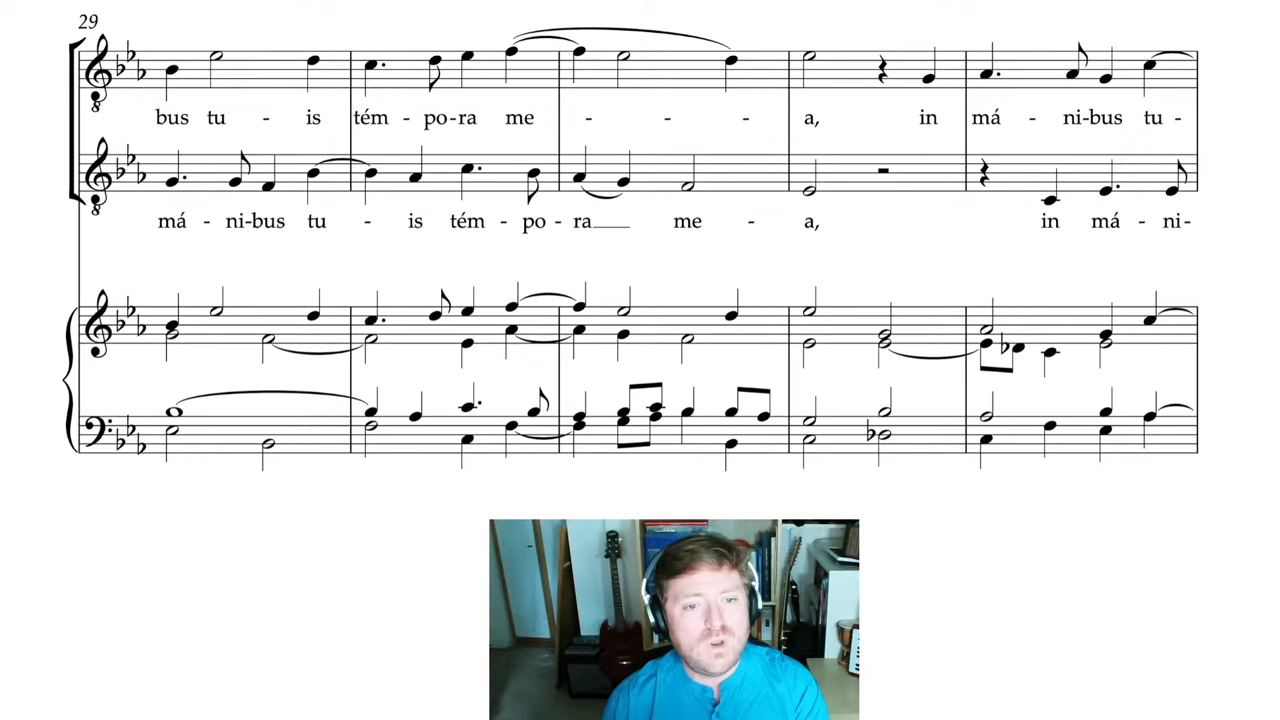 29
bus tu - is tém - po - ra me - - - a, in má - ni - bus tu -
má - ni - bus tu - is tém - po - ra me - a, in má - ni -